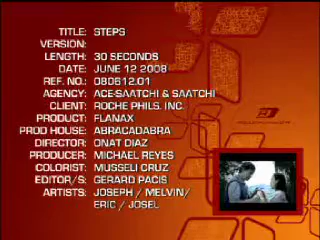 TITLE: STEPS
VERSION:
LENGTH: 30 SECONDS
DATE: JUNE 12 2008
REF. NO.: 080612.01
AGENCY: ACE-SAATCHI & SAATCHI
CLIENT: ROCHE PHILS. INC.
PRODUCT: FLANAX
PROD HOUSE: ABRACADABRA
DIRECTOR: ONAT DIAZ
PRODUCER: MICHAEL REYES
COLORIST: MUSSELI CRUZ
EDITOR/S: GERARD PACIS
ARTISTS: JOSEPH / MELVIN/
ERIC / JOSEL